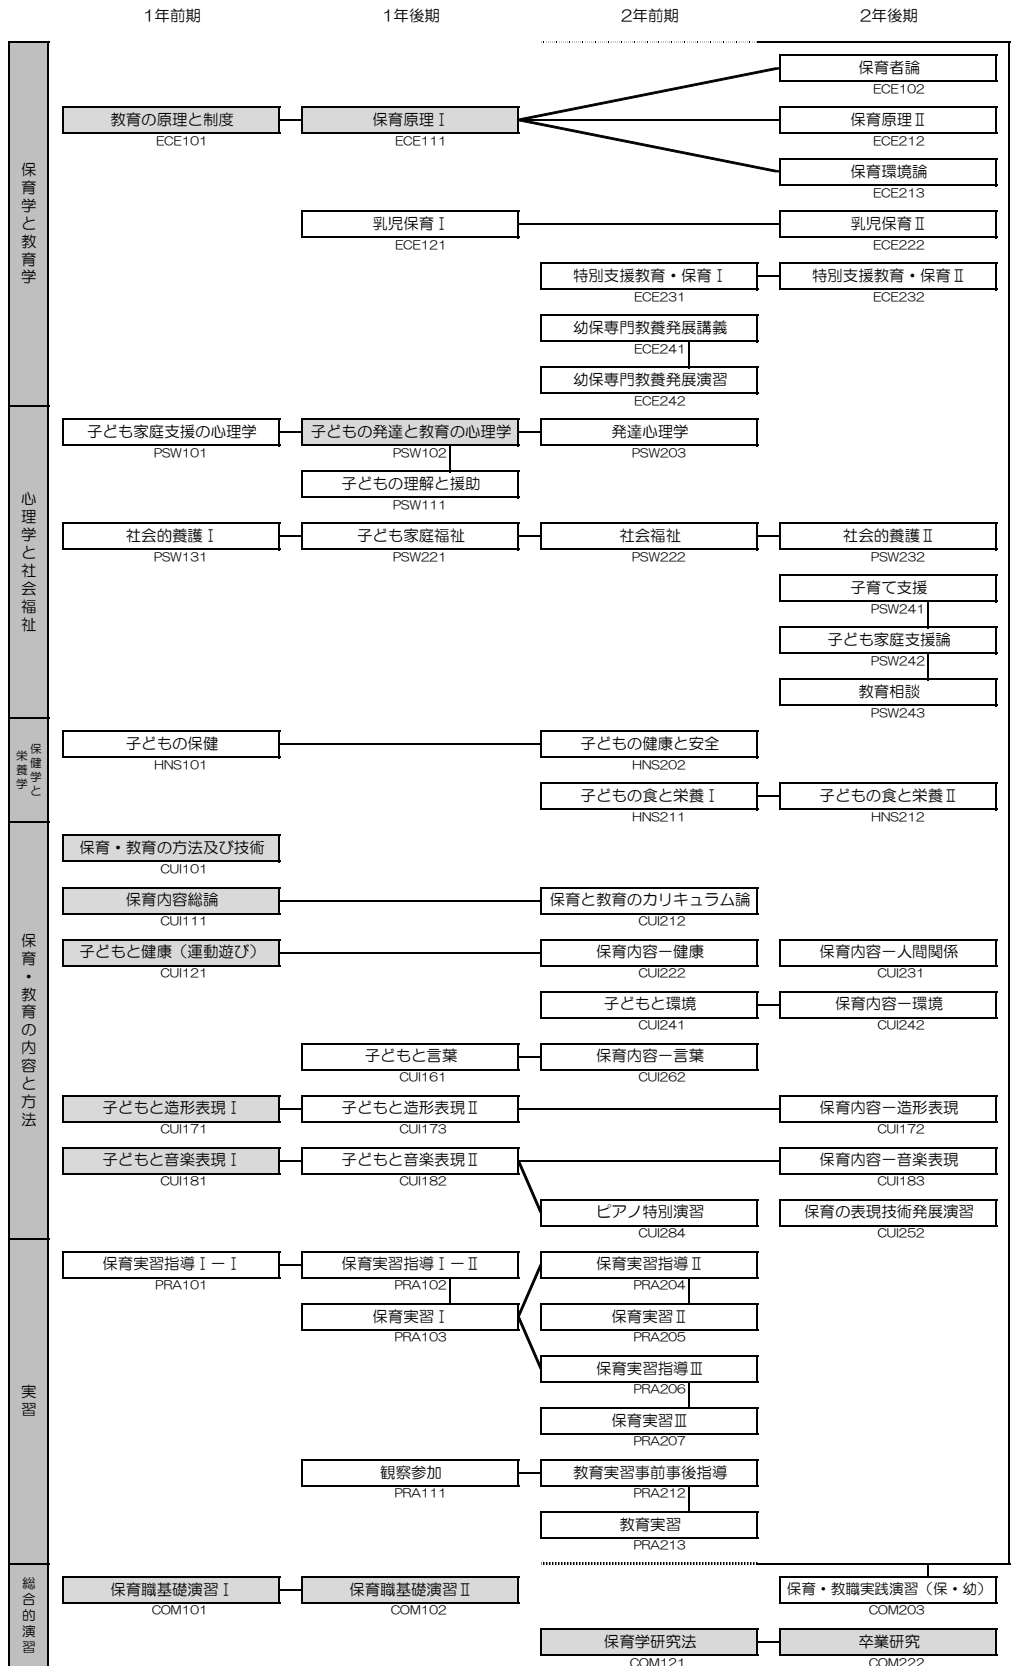 1年前期 1年後期 2年前期 2年後期
保育学と教育学
保育者論
ECE102
教育の原理と制度 保育原理Ⅰ 保育原理Ⅱ
ECE101 ECE111 ECE212
保育環境論
ECE213
乳児保育Ⅰ 乳児保育Ⅱ
ECE121 ECE222
特別支援教育・保育Ⅰ 特別支援教育・保育Ⅱ
ECE231 ECE232
幼保専門教養発展講義
ECE241
幼保専門教養発展演習
ECE242
心理学と社会福祉
子ども家庭支援の心理学 子どもの発達と教育の心理学 発達心理学
PSW101 PSW102 PSW203
子どもの理解と援助
PSW111
社会的養護Ⅰ 子ども家庭福祉 社会福祉 社会的養護Ⅱ
PSW131 PSW221 PSW222 PSW232
子育て支援
PSW241
子ども家庭支援論
PSW242
教育相談
PSW243
保健学と
栄養学
子どもの保健 子どもの健康と安全
HNS101 HNS202
子どもの食と栄養Ⅰ 子どもの食と栄養Ⅱ
HNS211 HNS212
保育・教育の内容と方法
保育・教育の方法及び技術
CUI101
保育内容総論 保育と教育のカリキュラム論
CUI111 CUI212
子どもと健康（運動遊び） 保育内容ー健康 保育内容ー人間関係
CUI121 CUI222 CUI231
子どもと環境 保育内容ー環境
CUI241 CUI242
子どもと言葉 保育内容ー言葉
CUI161 CUI262
子どもと造形表現Ⅰ 子どもと造形表現Ⅱ 保育内容ー造形表現
CUI171 CUI173 CUI172
子どもと音楽表現Ⅰ 子どもと音楽表現Ⅱ 保育内容ー音楽表現
CUI181 CUI182 CUI183
ピアノ特別演習 保育の表現技術発展演習
CUI284 CUI252
実習
保育実習指導Ⅰ－Ⅰ 保育実習指導Ⅰ－Ⅱ 保育実習指導Ⅱ
PRA101 PRA102 PRA204
保育実習Ⅰ 保育実習Ⅱ
PRA103 PRA205
保育実習指導Ⅲ
PRA206
保育実習Ⅲ
PRA207
観察参加 教育実習事前事後指導
PRA111 PRA212
教育実習
PRA213
総合的演習
保育職基礎演習Ⅰ 保育職基礎演習Ⅱ 保育・教職実践演習（保・幼）
COM101 COM102 COM203
保育学研究法 卒業研究
COM121 COM222